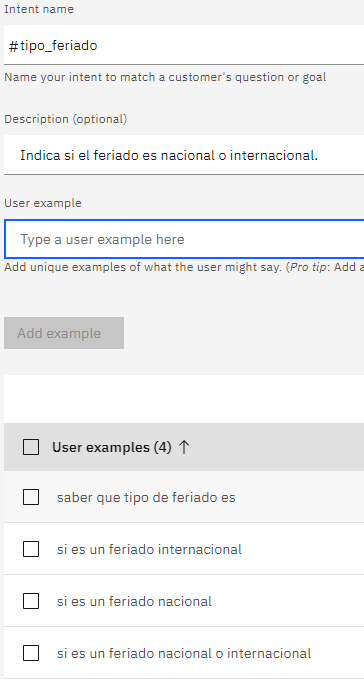 Intent name
#tipo_feriado
Name your intent to match a customer's question or goal
Description (optional)
Indica si el feriado es nacional o internacional.
User example
Type a user example here
Add unique examples of what the user might say. (Pro tip: Add
Add example
User examples (4) ↑
saber que tipo de feriado es
si es un feriado internacional
si es un feriado nacional
si es un feriado nacional o internacional